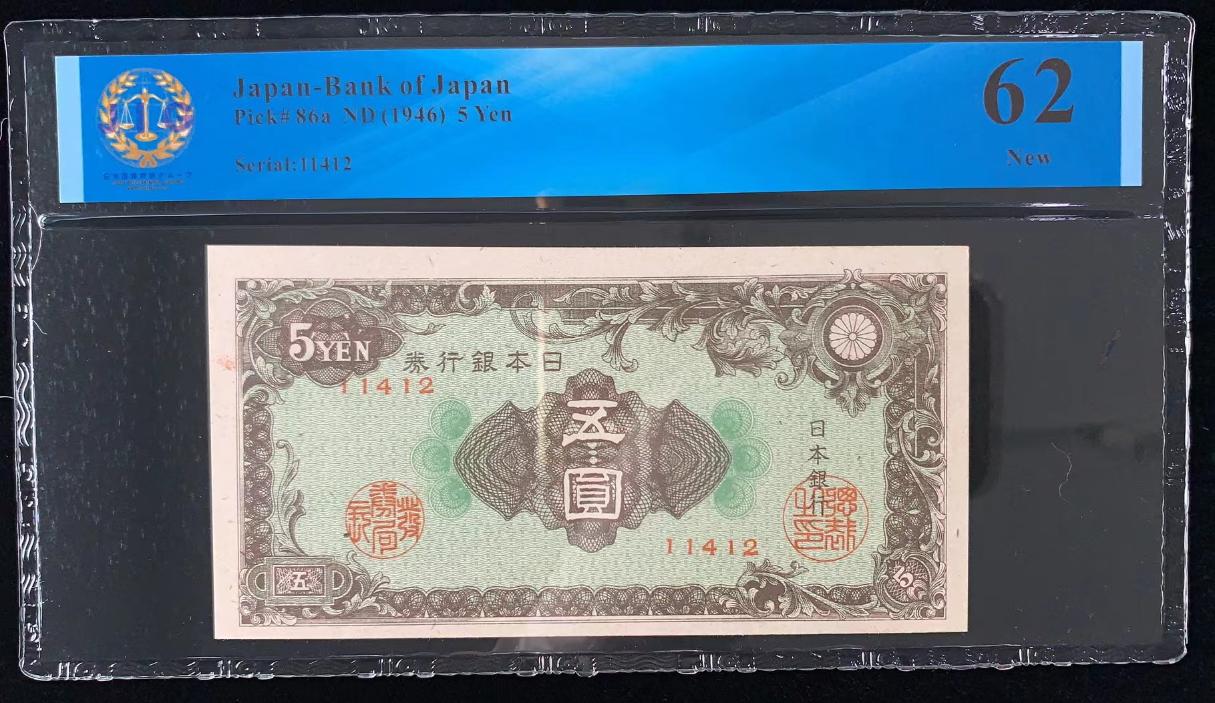 Japan-Bank of Japan
Pick# 86a ND (1946) 5 Yen
Serial:11412
62
New
5 YEN
券行銀本日
11412
五
圓
日本銀行
11412
五
5